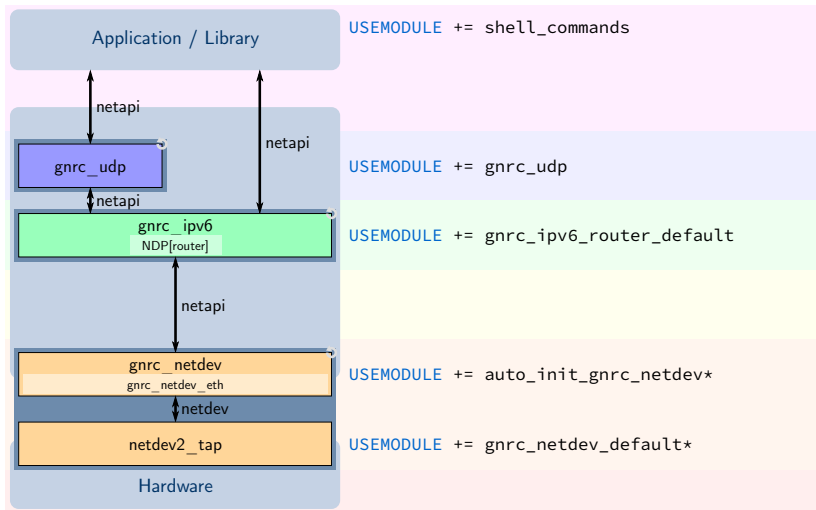 Application / Library
USEMODULE += shell_commands
netapi
netapi
gnrc_udp
USEMODULE += gnrc_udp
netapi
gnrc_ipv6
NDP[router]
USEMODULE += gnrc_ipv6_router_default
netapi
gnrc_netdev
gnrc_netdev_eth
USEMODULE += auto_init_gnrc_netdev*
netdev
netdev2_tap
USEMODULE += gnrc_netdev_default*
Hardware